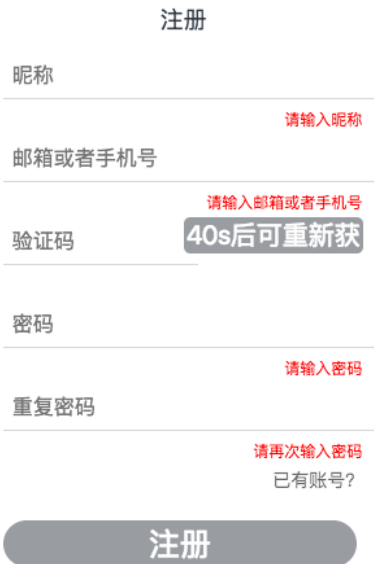 注册
昵称
请输入昵称
邮箱或者手机号
请输入邮箱或者手机号
验证码
40s后可重新获
密码
请输入密码
重复密码
请再次输入密码
已有账号?
注册